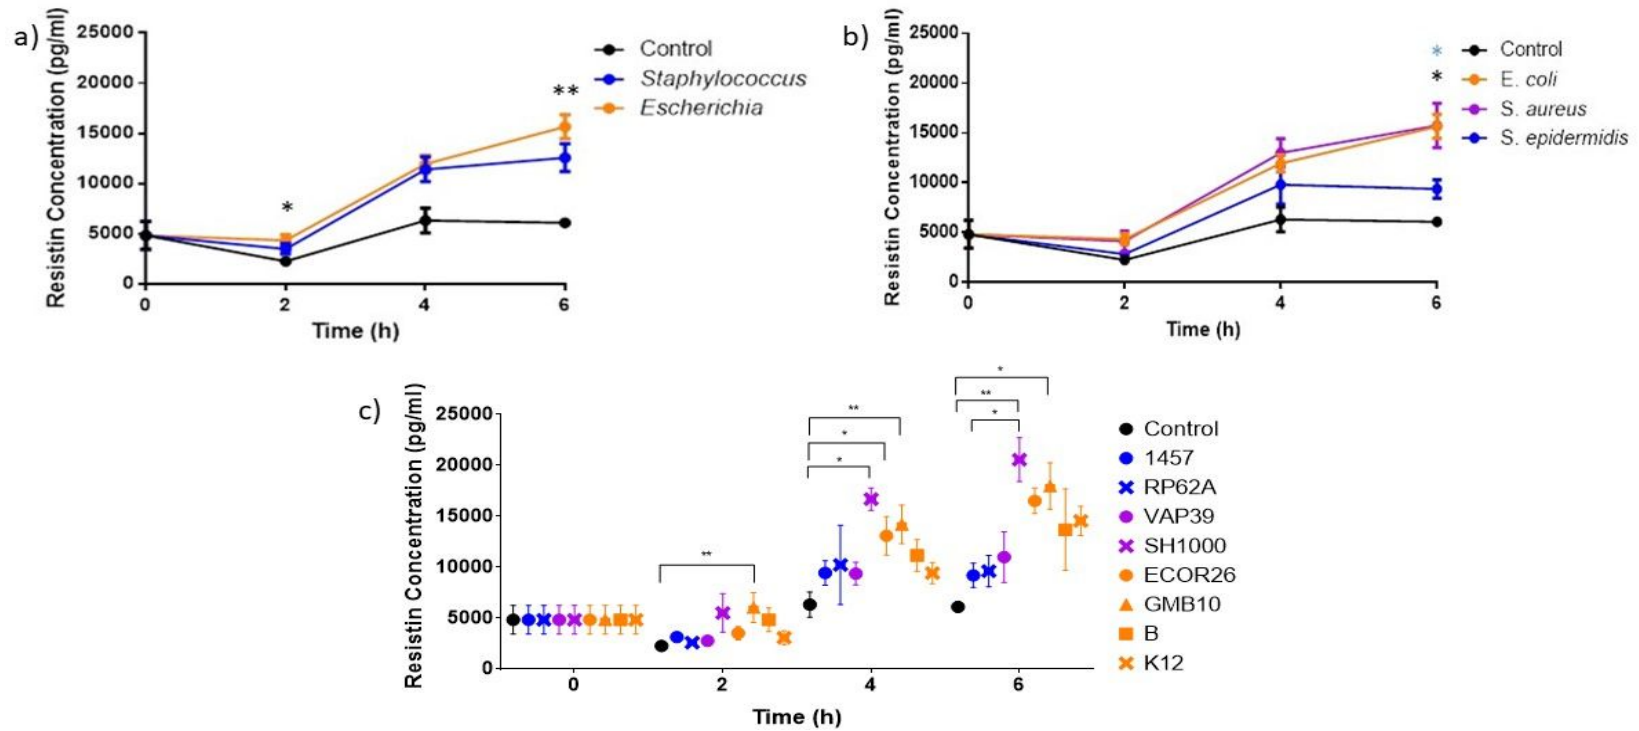 a)
Resistin Concentration (pg/ml)
25000
20000
15000
10000
5000
0
0 2 4 6
Time (h)
*
**
Control
Staphylococcus
Escherichia
b)
Resistin Concentration (pg/ml)
25000
20000
15000
10000
5000
0
0 2 4 6
Time (h)
*
*
Control
E. coli
S. aureus
S. epidermidis
c)
Resistin Concentration (pg/ml)
25000
20000
15000
10000
5000
0
0 2 4 6
Time (h)
**
**
*
*
*
**
*
Control
1457
RP62A
VAP39
SH1000
ECOR26
GMB10
B
K12